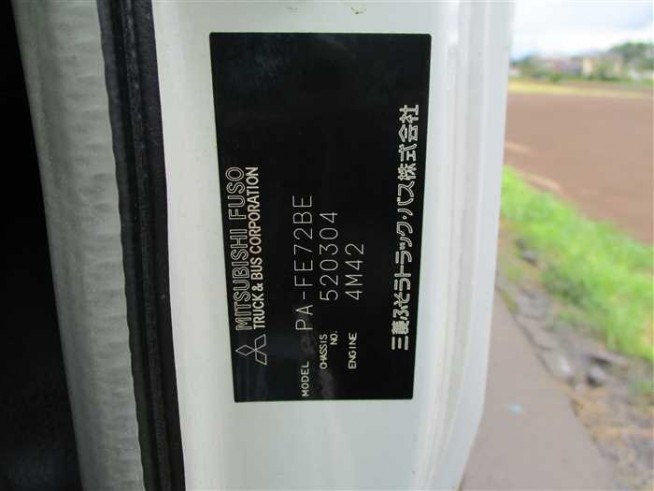 MITSUBISHI FUSO
TRUCK & BUS CORPORATION
MODEL PA-FE72BE
CHASSIS NO. 520304
ENGINE 4M42
三菱ふそうトラック・バス株式会社